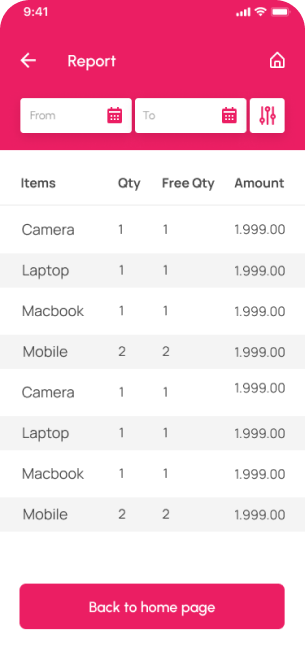 9:41
Report
From To
Items Qty Free Qty Amount
Camera 1 1 1.999.00
Laptop 1 1 1.999.00
Macbook 1 1 1.999.00
Mobile 2 2 1.999.00
Camera 1 1 1.999.00
Laptop 1 1 1.999.00
Macbook 1 1 1.999.00
Mobile 2 2 1.999.00
Back to home page